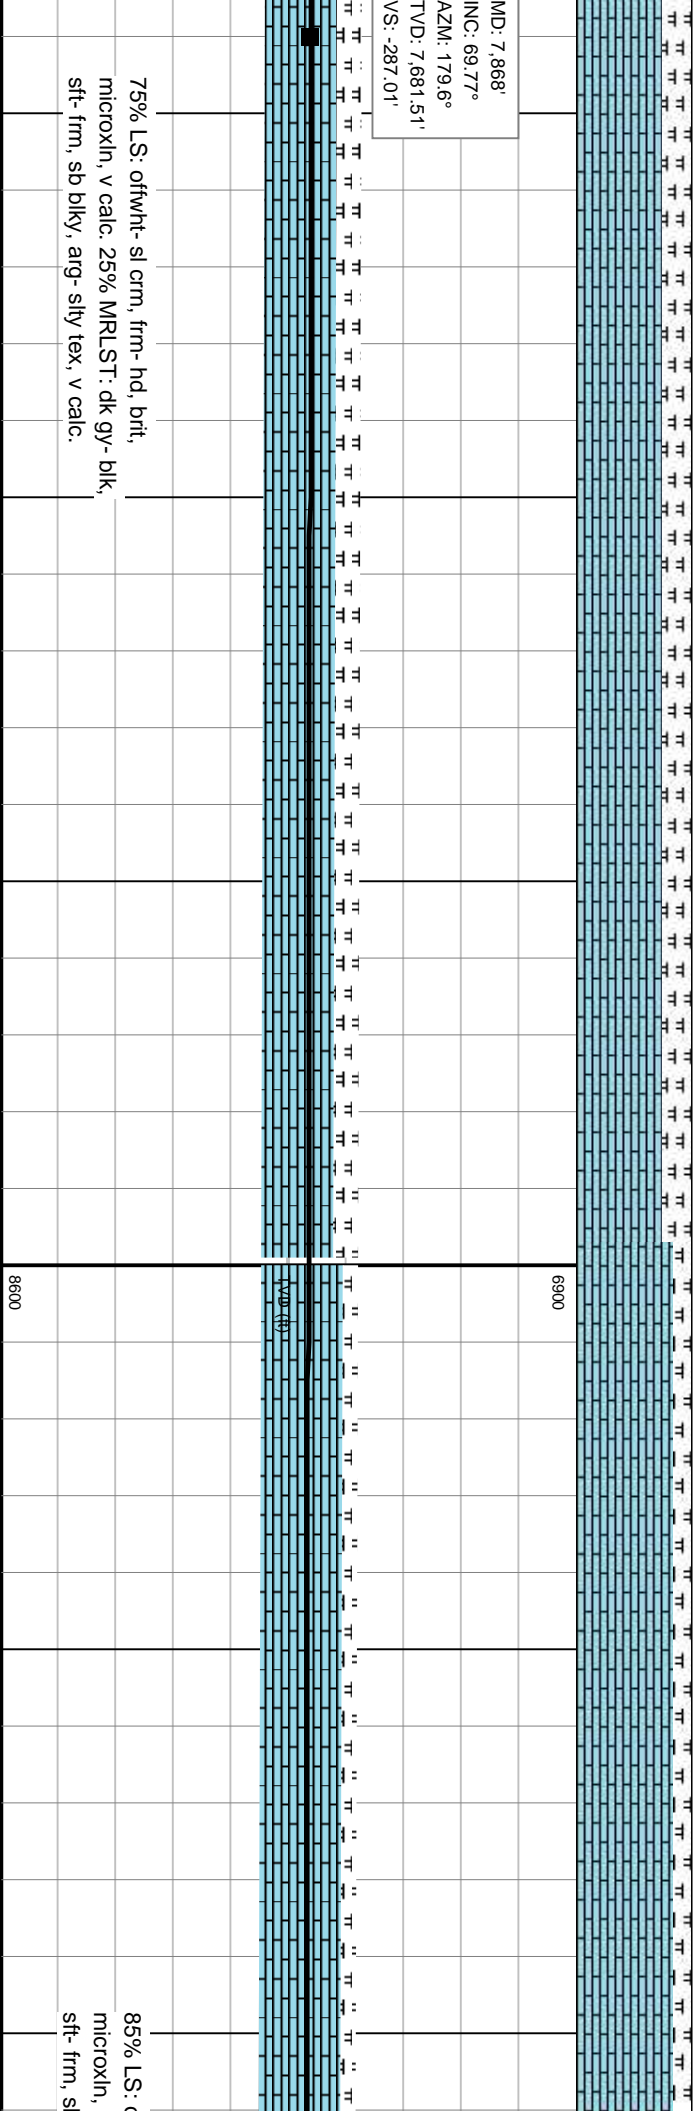 MD: 7,868'
INC: 69.77°
AZM: 179.6°
TVD: 7,681.51'
VS: -287.01'
75% LS: offwht- sl crm, frm- hd, brit,
microxln, v calc. 25% MRLST: dk gy- blk,
sft- frm, sb blky, arg- slty tex, v calc.
6900
TVD (ft)
8600
85% LS:
microxln,
sft- frm,